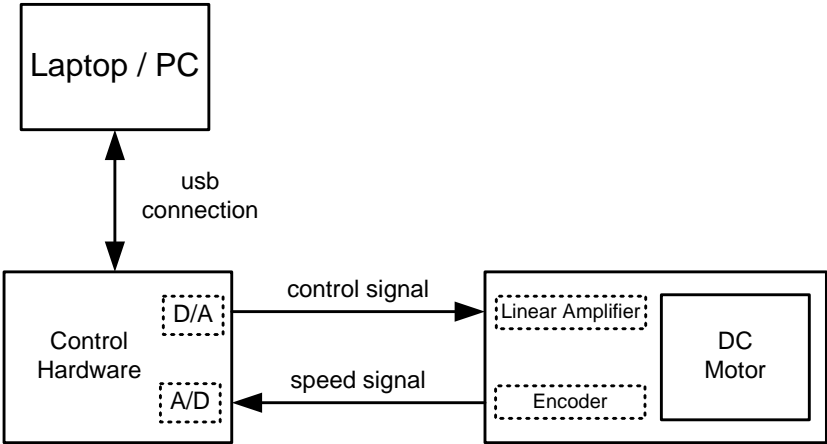 Laptop / PC
usb
connection
control signal
D/A
Linear Amplifier
Control
Hardware
DC
Motor
speed signal
A/D
Encoder